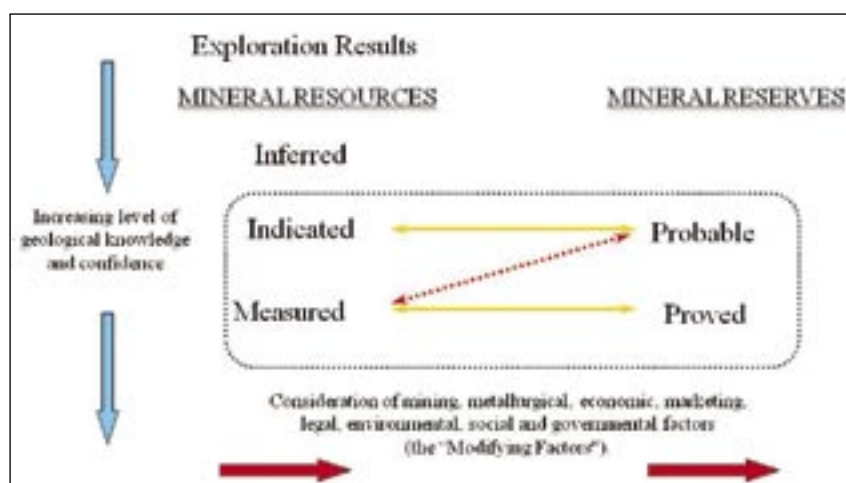 Exploration Results
MINERAL RESOURCES
MINERAL RESERVES
Inferred
Increasing level of
geological knowledge
and confidence
Indicated
Probable
Measured
Proved
Consideration of mining, metallurgical, economic, marketing,
legal, environmental, social and governmental factors
(the "Modifying Factors").